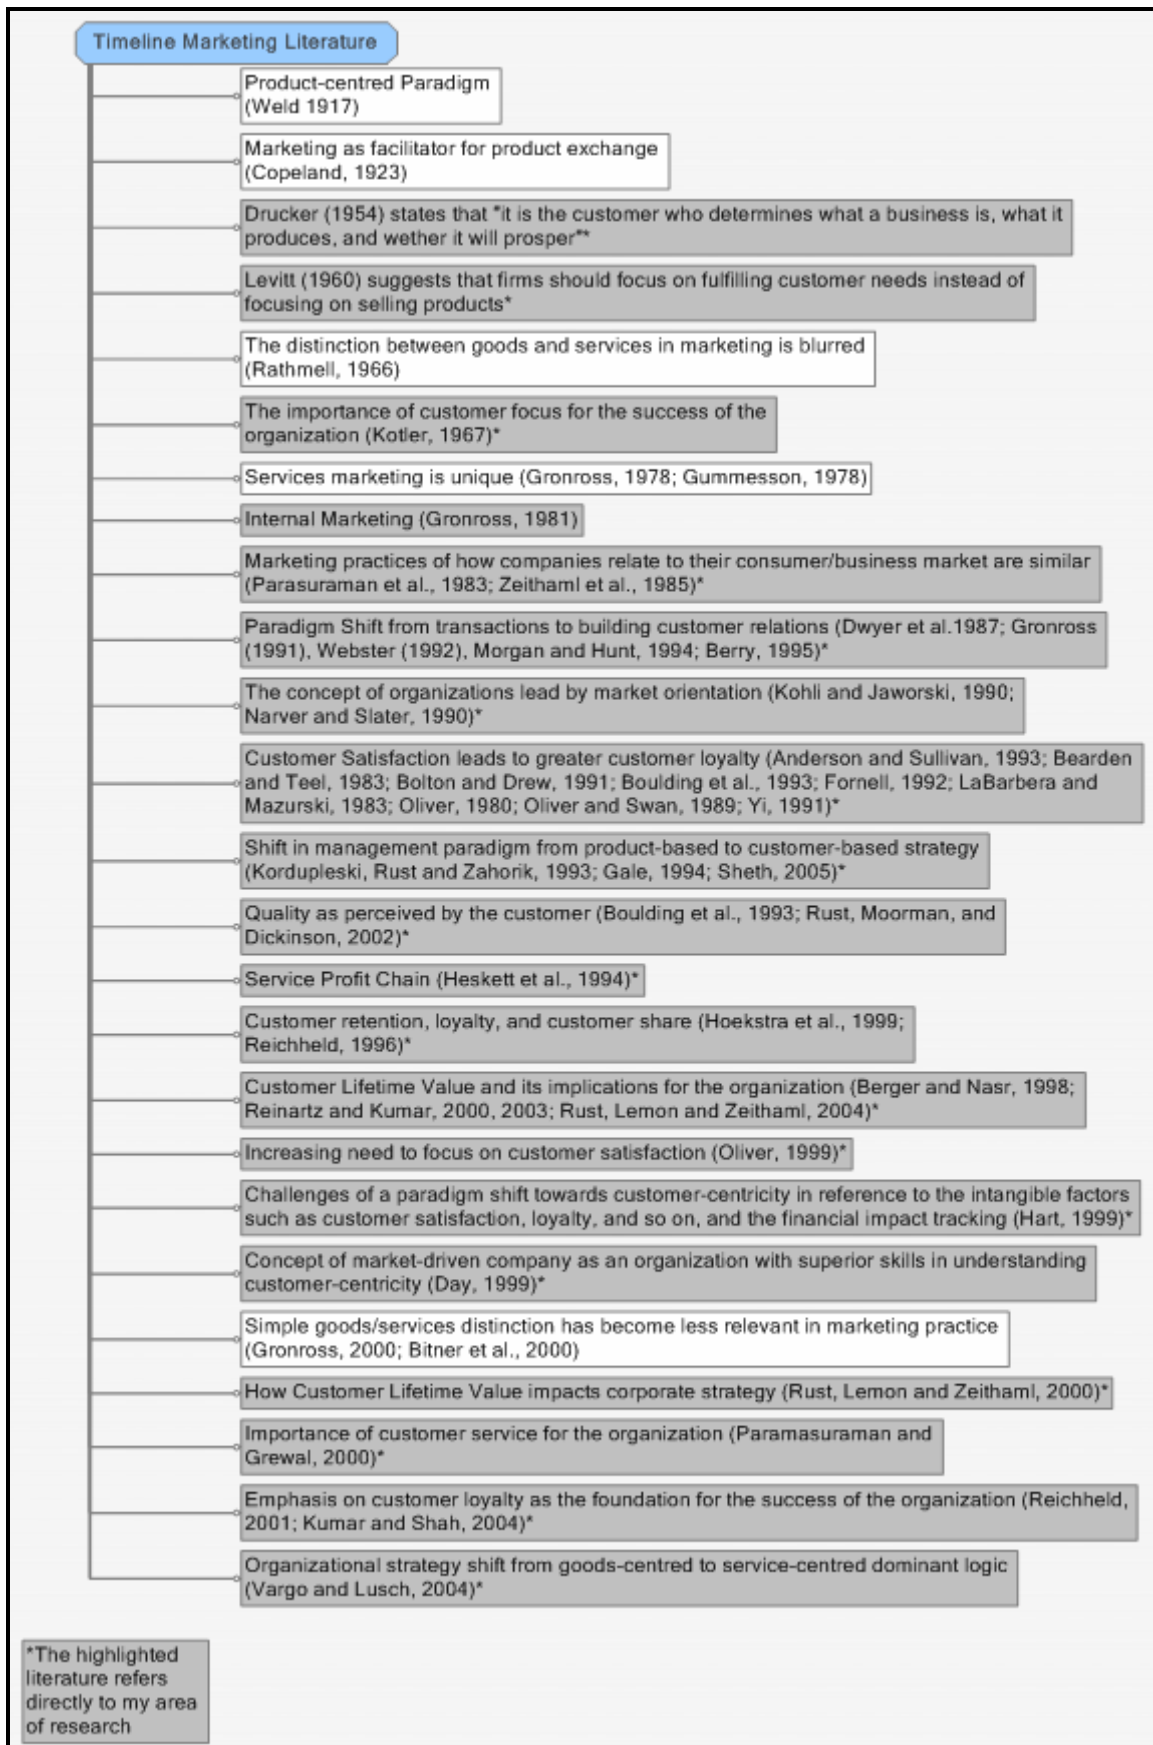 Timeline Marketing Literature
Product-centred Paradigm
(Weld 1917)
Marketing as facilitator for product exchange
(Copeland, 1923)
Drucker (1954) states that "it is the customer who determines what a business is, what it
produces, and wether it will prosper"*
Levitt (1960) suggests that firms should focus on fulfilling customer needs instead of
focusing on selling products*
The distinction between goods and services in marketing is blurred
(Rathmell, 1966)
The importance of customer focus for the success of the
organization (Kotler, 1967)*
Services marketing is unique (Gronross, 1978; Gummesson, 1978)
Internal Marketing (Gronross, 1981)
Marketing practices of how companies relate to their consumer/business market are similar
(Parasuraman et al., 1983; Zeithaml et al., 1985)*
Paradigm Shift from transactions to building customer relations (Dwyer et al.1987; Gronross
(1991), Webster (1992), Morgan and Hunt, 1994; Berry, 1995)*
The concept of organizations lead by market orientation (Kohli and Jaworski, 1990;
Narver and Slater, 1990)*
Customer Satisfaction leads to greater customer loyalty (Anderson and Sullivan, 1993; Bearden
and Teel, 1983; Bolton and Drew, 1991; Boulding et al., 1993; Fornell, 1992; LaBarbera and
Mazurski, 1983; Oliver, 1980; Oliver and Swan, 1989; Yi, 1991)*
Shift in management paradigm from product-based to customer-based strategy
(Kordupleski, Rust and Zahorik, 1993; Gale, 1994; Sheth, 2005)*
Quality as perceived by the customer (Boulding et al., 1993; Rust, Moorman, and
Dickinson, 2002)*
Service Profit Chain (Heskett et al., 1994)*
Customer retention, loyalty, and customer share (Hoekstra et al., 1999;
Reichheld, 1996)*
Customer Lifetime Value and its implications for the organization (Berger and Nasr, 1998;
Reinartz and Kumar, 2000, 2003; Rust, Lemon and Zeithaml, 2004)*
Increasing need to focus on customer satisfaction (Oliver, 1999)*
Challenges of a paradigm shift towards customer-centricity in reference to the intangible factors
such as customer satisfaction, loyalty, and so on, and the financial impact tracking (Hart, 1999)*
Concept of market-driven company as an organization with superior skills in understanding
customer-centricity (Day, 1999)*
Simple goods/services distinction has become less relevant in marketing practice
(Gronross, 2000; Bitner et al., 2000)
How Customer Lifetime Value impacts corporate strategy (Rust, Lemon and Zeithaml, 2000)*
Importance of customer service for the organization (Paramasuraman and
Grewal, 2000)*
Emphasis on customer loyalty as the foundation for the success of the organization (Reichheld,
2001; Kumar and Shah, 2004)*
Organizational strategy shift from goods-centred to service-centred dominant logic
(Vargo and Lusch, 2004)*
*The highlighted
literature refers
directly to my area
of research